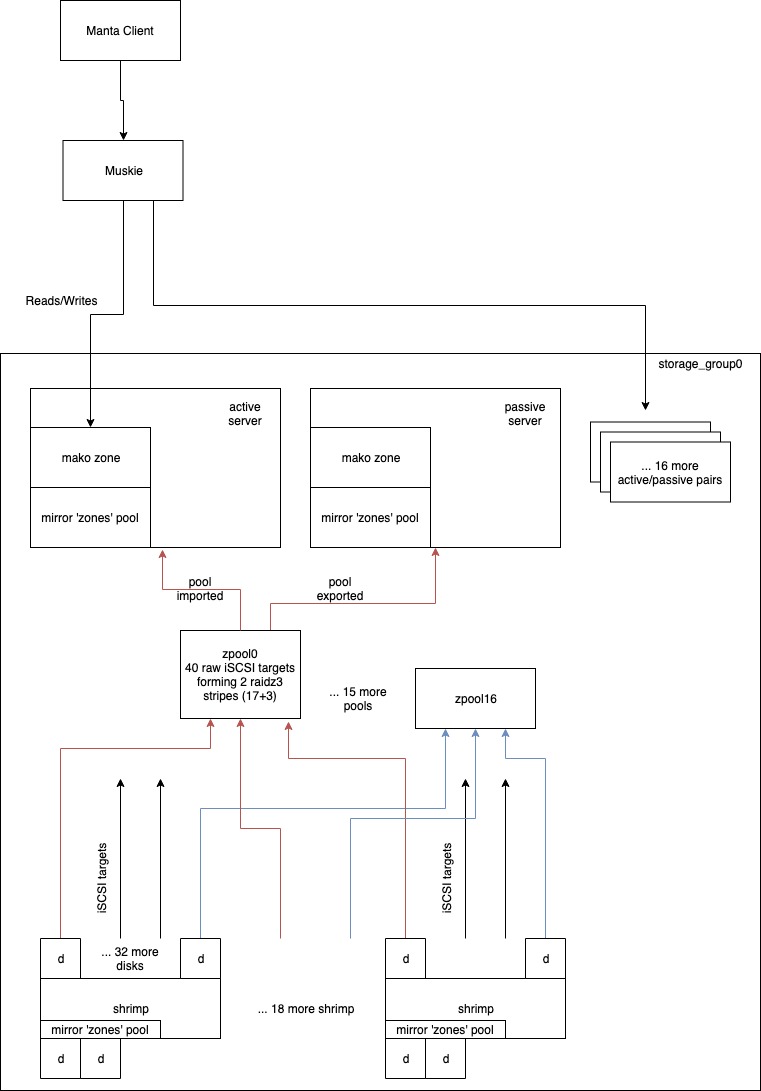 Manta Client
Muskie
Reads/Writes
storage_group0
active
server
passive
server
mako zone
mirror 'zones' pool
mako zone
mirror 'zones' pool
... 16 more
active/passive pairs
pool
imported
pool
exported
zpool0
40 raw iSCSI targets
forming 2 raidz3
stripes (17+3)
... 15 more
pools
zpool16
iSCSI targets
iSCSI targets
d
... 32 more
disks
d
d
d
shrimp
... 18 more shrimp
shrimp
mirror 'zones' pool
mirror 'zones' pool
d
d
d
d